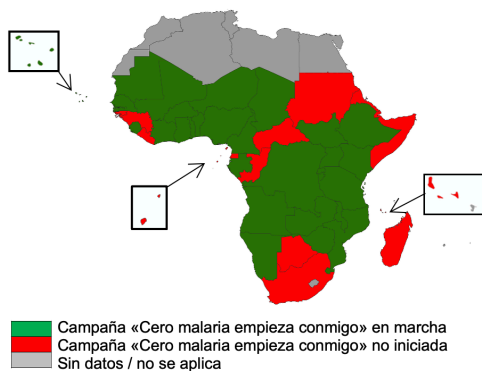 Campaña «Cero malaria empieza conmigo» en marcha
Campaña «Cero malaria empieza conmigo» no iniciada
Sin datos / no se aplica